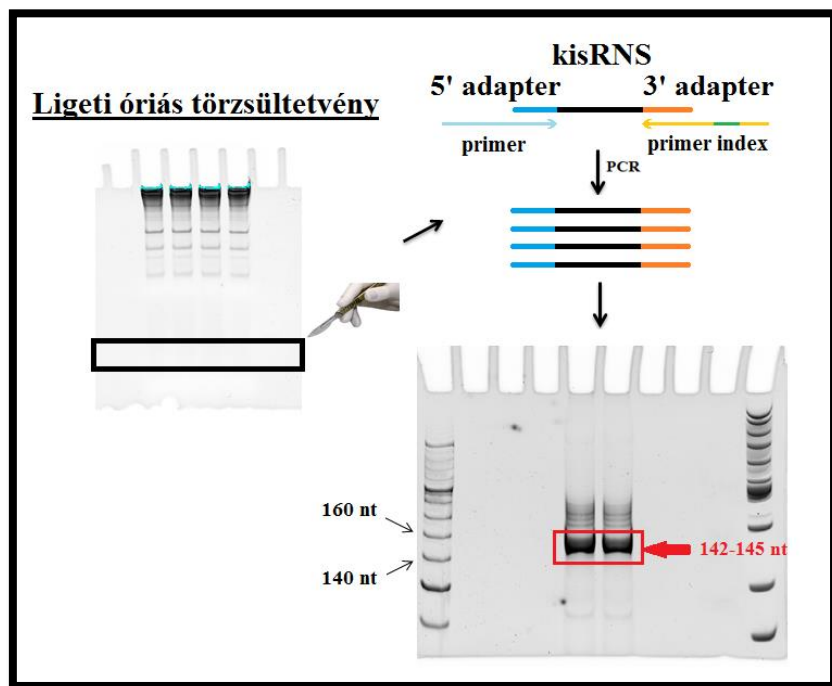 Ligeti óriás törzsültetvény
kisRNS
5' adapter
3' adapter
primer
primer index
PCR
160 nt
140 nt
142-145 nt